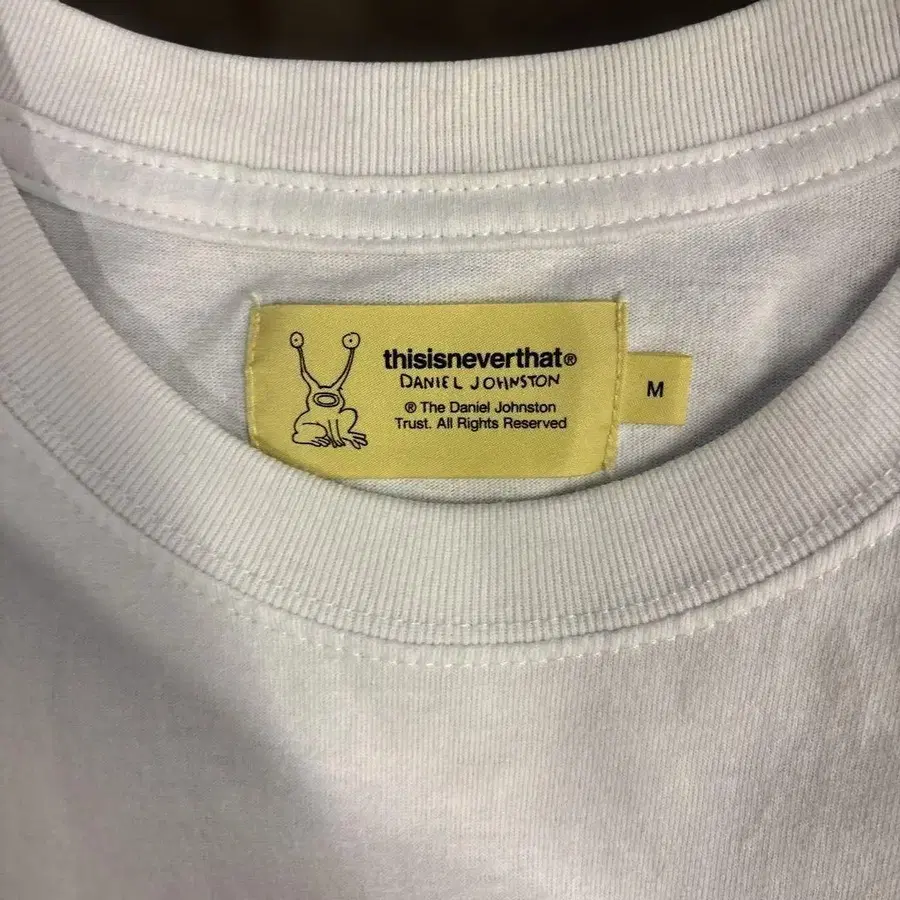 thisisneverthat®
DANIEL JOHNSTON
® The Daniel Johnston
Trust. All Rights Reserved
M